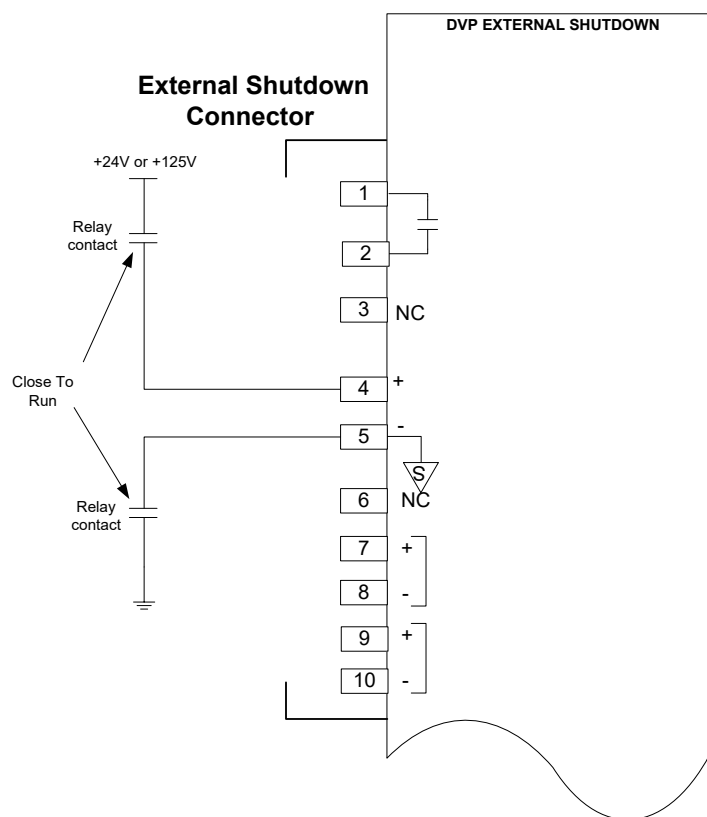 DVP EXTERNAL SHUTDOWN
External Shutdown
Connector
+24V or +125V
Relay
contact
1
2
3 NC
Close To
Run
4 +
5 -
S
6 NC
Relay
contact
7 +
8 -
9 +
10 -